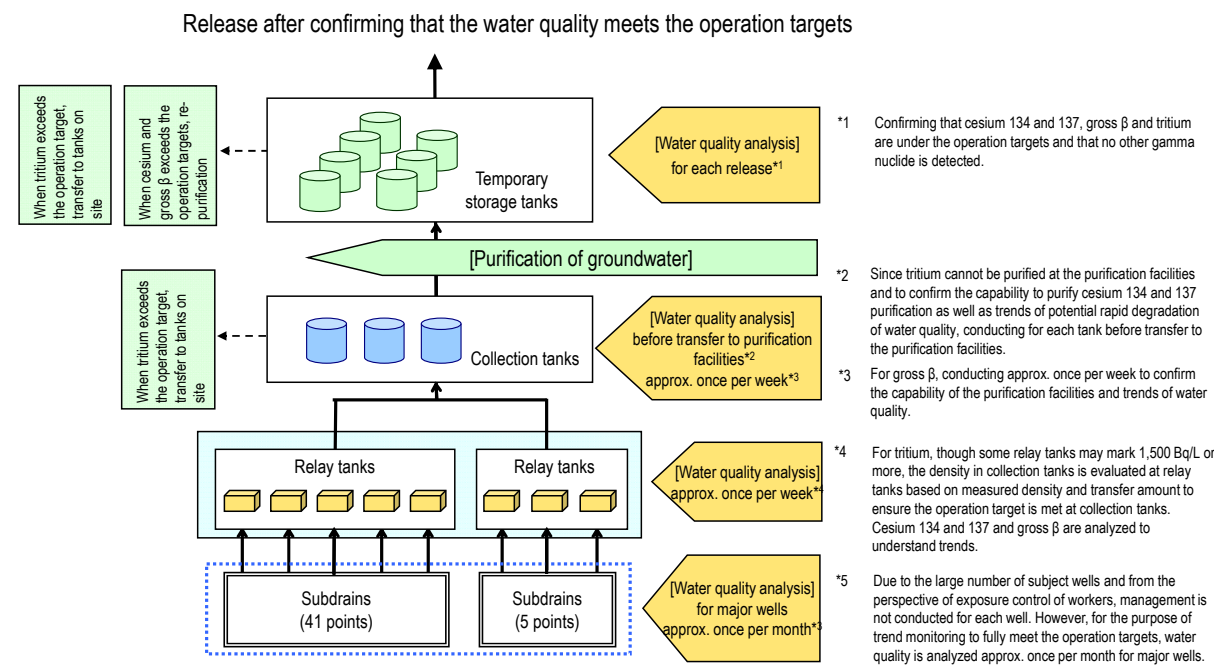 Release after confirming that the water quality meets the operation targets
When tritium exceeds
the operation target,
transfer to tanks on
site
When cesium and
gross β exceeds the
operation targets, re-
purification
Temporary
storage tanks
[Water quality analysis]
for each release*1
*1 Confirming that cesium 134 and 137, gross β and tritium
are under the operation targets and that no other gamma
nuclide is detected.
[Purification of groundwater]
When tritium exceeds
the operation target,
transfer to tanks on
site
Collection tanks
[Water quality analysis]
before transfer to purification
facilities*2
approx. once per week*3
*2 Since tritium cannot be purified at the purification facilities
and to confirm the capability to purify cesium 134 and 137
purification as well as trends of potential rapid degradation
of water quality, conducting for each tank before transfer to
the purification facilities.
*3 For gross β, conducting approx. once per week to confirm
the capability of the purification facilities and trends of water
quality.
Relay tanks
Relay tanks
[Water quality analysis]
approx. once per week*4
*4 For tritium, though some relay tanks may mark 1,500 Bq/L or
more, the density in collection tanks is evaluated at relay
tanks based on measured density and transfer amount to
ensure the operation target is met at collection tanks.
Cesium 134 and 137 and gross β are analyzed to
understand trends.
Subdrains
(41 points)
Subdrains
(5 points)
[Water quality analysis]
for major wells
approx. once per month*3
*5 Due to the large number of subject wells and from the
perspective of exposure control of workers, management is
not conducted for each well. However, for the purpose of
trend monitoring to fully meet the operation targets, water
quality is analyzed approx. once per month for major wells.